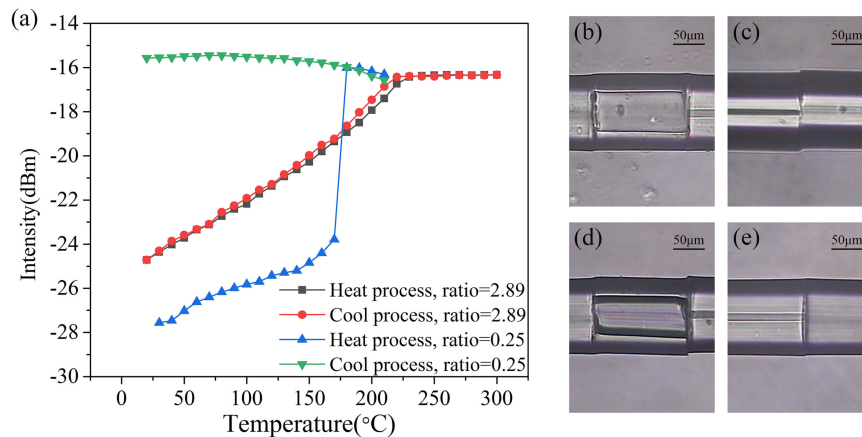 (a)
-14
-16
-18
-20
-22
-24
-26
-28
-30
Intensity(dBm)
0 50 100 150 200 250 300
Temperature(°C)
Heat process, ratio=2.89
Cool process, ratio=2.89
Heat process, ratio=0.25
Cool process, ratio=0.25
(b) 50μm
(c) 50μm
(d) 50μm
(e) 50μm